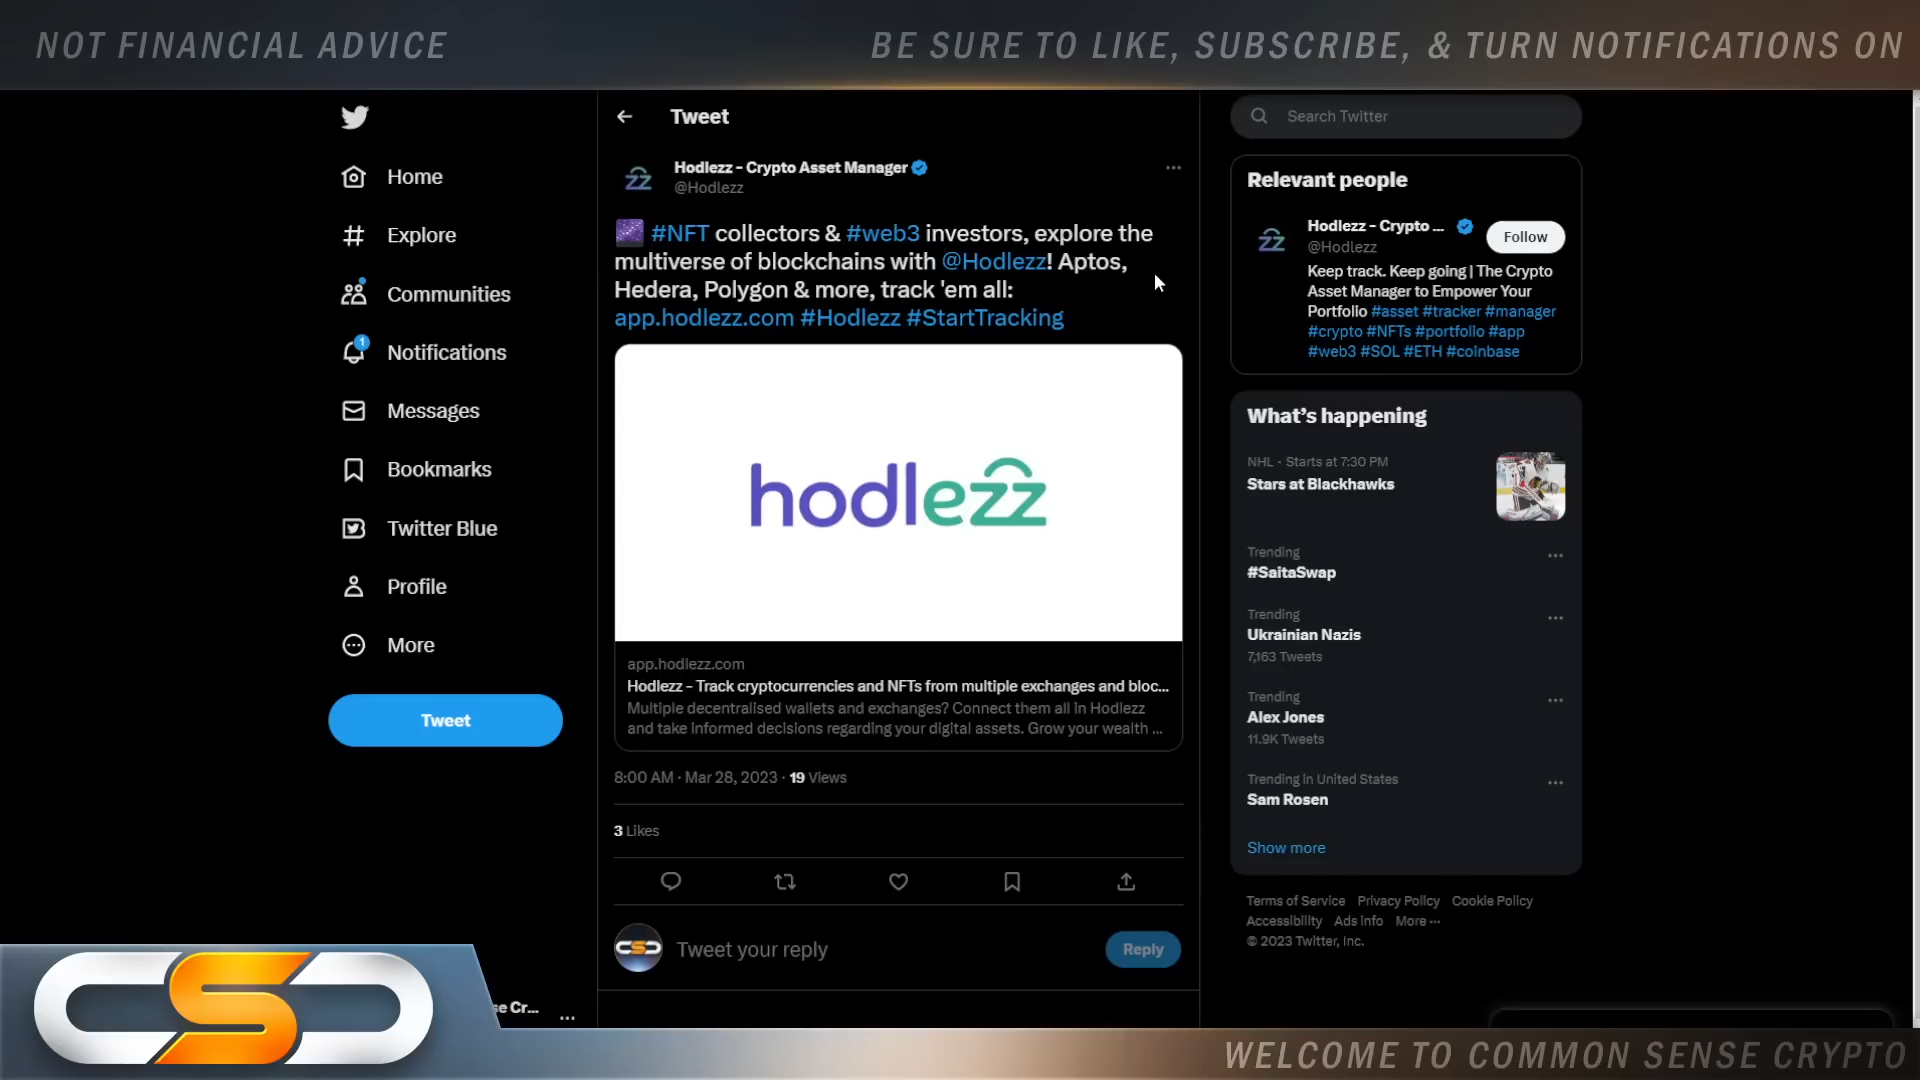 NOT FINANCIAL ADVICE
BE SURE TO LIKE, SUBSCRIBE, & TURN NOTIFICATIONS ON
Home
Explore
Communities
1
Notifications
Messages
Bookmarks
Twitter Blue
Profile
More
Tweet
se Cr...
Tweet
Hodlezz - Crypto Asset Manager
@Hodlezz
#NFT collectors & #web3 investors, explore the
multiverse of blockchains with @Hodlezz! Aptos,
Hedera, Polygon & more, track 'em all:
app.hodlezz.com #Hodlezz #StartTracking
hodlezz
app.hodlezz.com
Hodlezz - Track cryptocurrencies and NFTs from multiple exchanges and bloc...
Multiple decentralised wallets and exchanges? Connect them all in Hodlezz
and take informed decisions regarding your digital assets. Grow your wealth ...
8:00 AM · Mar 28, 2023 · 19 Views
3 Likes
Tweet your reply
Reply
Search Twitter
Relevant people
Hodlezz - Crypto ...
@Hodlezz
Follow
Keep track. Keep going | The Crypto
Asset Manager to Empower Your
Portfolio #asset #tracker #manager
#crypto #NFTs #portfolio #app
#web3 #SOL #ETH #coinbase
What's happening
NHL · Starts at 7:30 PM
Stars at Blackhawks
Trending
#SaitaSwap
Trending
Ukrainian Nazis
7,163 Tweets
Trending
Alex Jones
11.9K Tweets
Trending in United States
Sam Rosen
Show more
Terms of Service Privacy Policy Cookie Policy
Accessibility Ads info More ...
© 2023 Twitter, Inc.
CSC
WELCOME TO COMMON SENSE CRYPTO